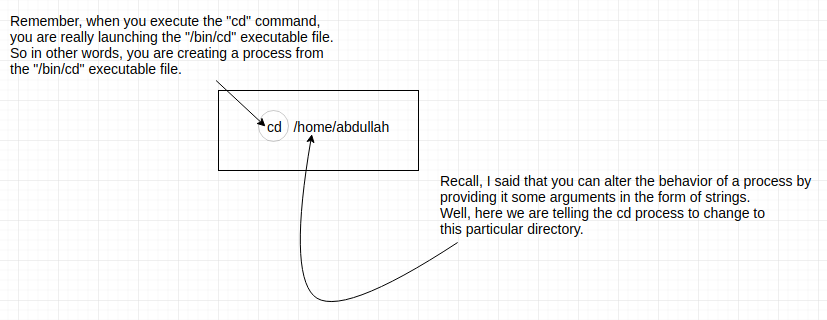 Remember, when you execute the "cd" command,
you are really launching the "/bin/cd" executable file.
So in other words, you are creating a process from
the "/bin/cd" executable file.
cd /home/abdullah
Recall, I said that you can alter the behavior of a process by
providing it some arguments in the form of strings.
Well, here we are telling the cd process to change to
this particular directory.